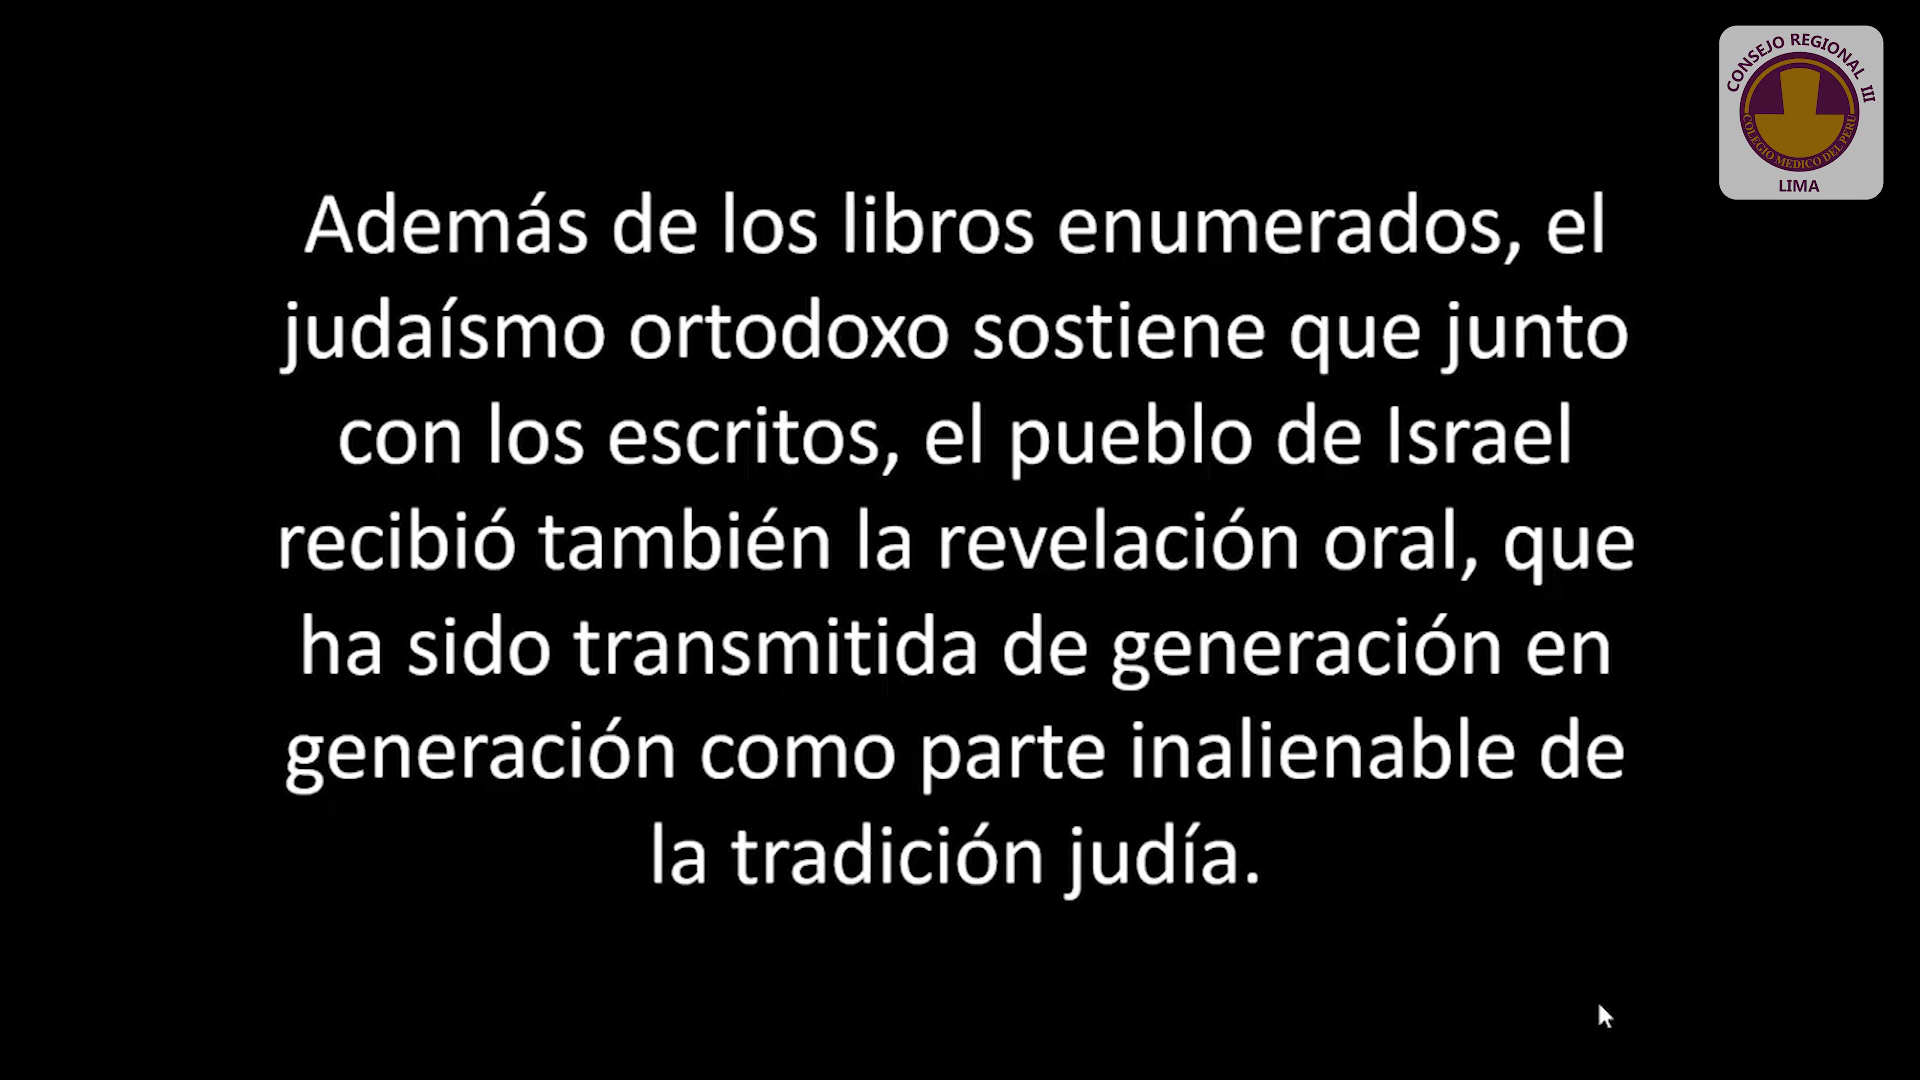 CONSEJO REGIONAL III
COLEGIO MEDICO DEL PERU
LIMA
Además de los libros enumerados, el
judaísmo ortodoxo sostiene que junto
con los escritos, el pueblo de Israel
recibió también la revelación oral, que
ha sido transmitida de generación en
generación como parte inalienable de
la tradición judía.